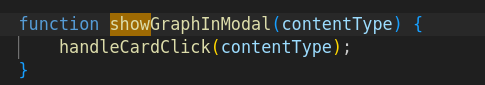 function showGraphInModal(contentType) {
    handleCardClick(contentType);
}